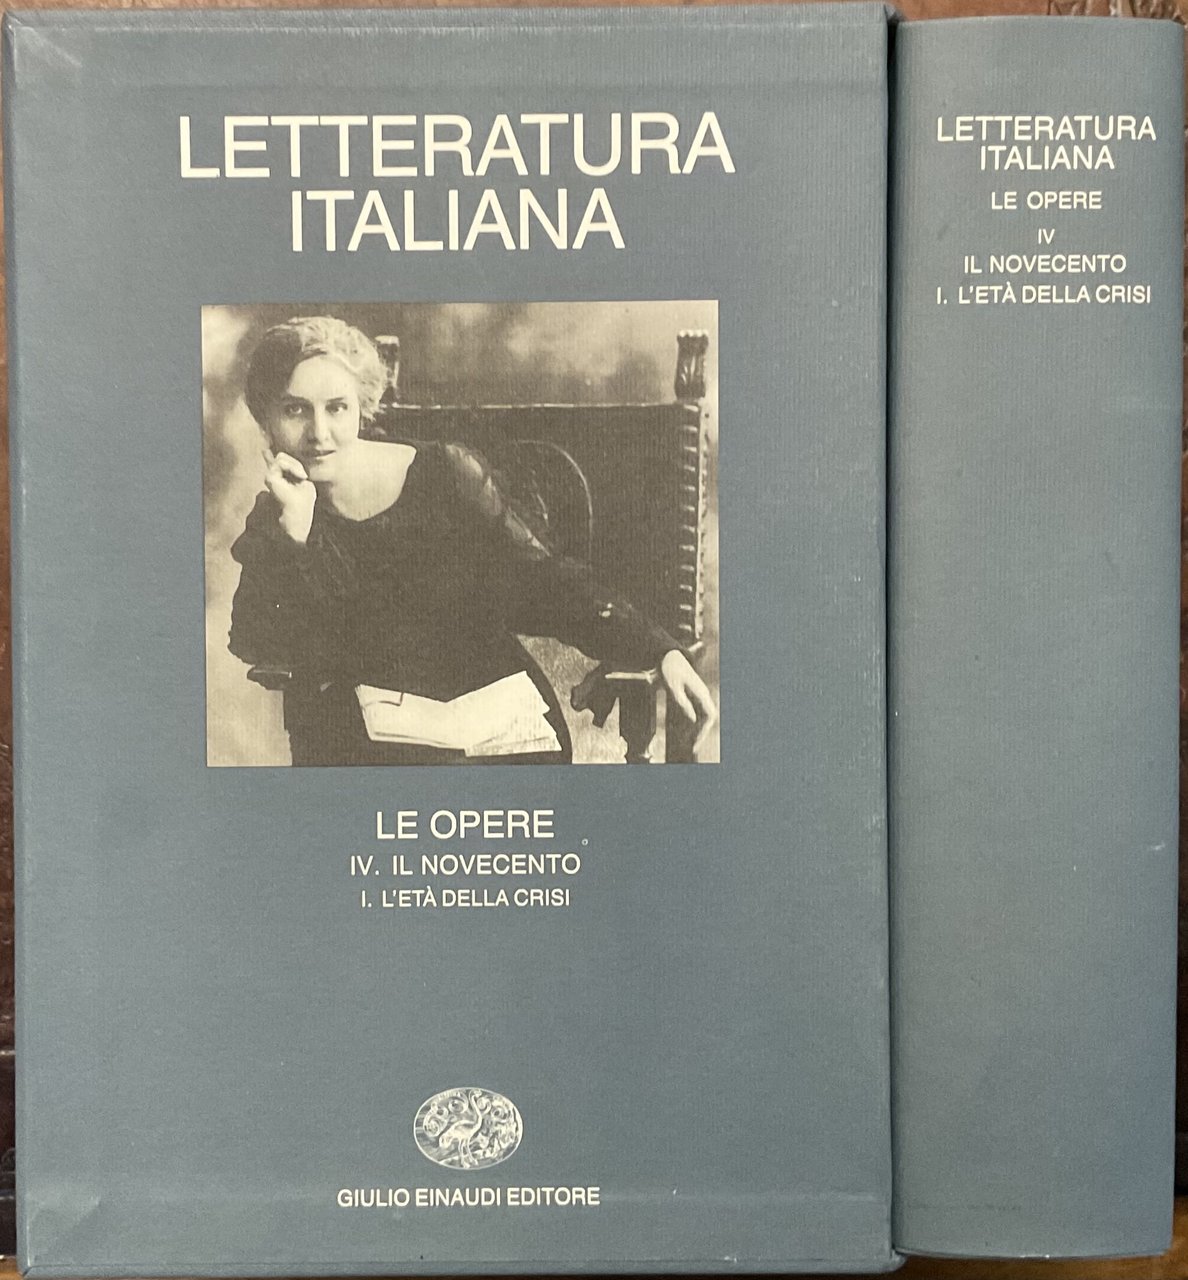 LETTERATURA
ITALIANA
LE OPERE
IV. IL NOVECENTO
I. L'ETÀ DELLA CRISI
GIULIO EINAUDI EDITORE
LETTERATURA
ITALIANA
LE OPERE
IV
IL NOVECENTO
I. L'ETÀ DELLA CRISI